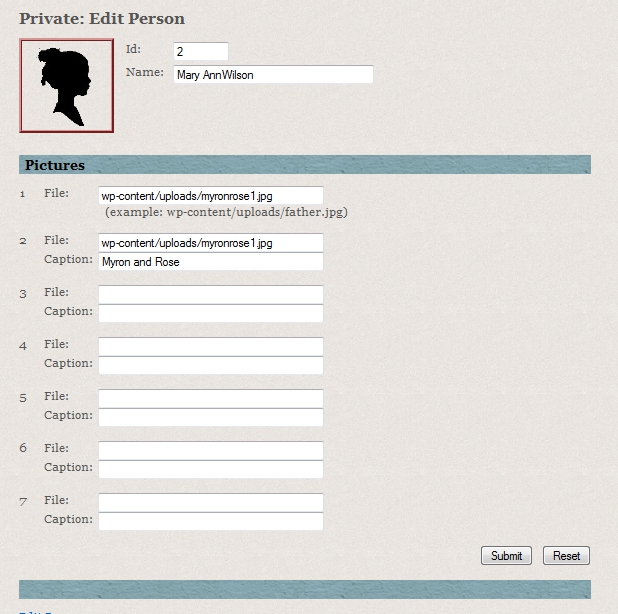 Private: Edit Person
Id: 2
Name: Mary AnnWilson
Pictures
1 File: wp-content/uploads/myronrose1.jpg
(example: wp-content/uploads/father.jpg)
2 File: wp-content/uploads/myronrose1.jpg
Caption: Myron and Rose
3 File:
Caption:
4 File:
Caption:
5 File:
Caption:
6 File:
Caption:
7 File:
Caption:
Submit Reset